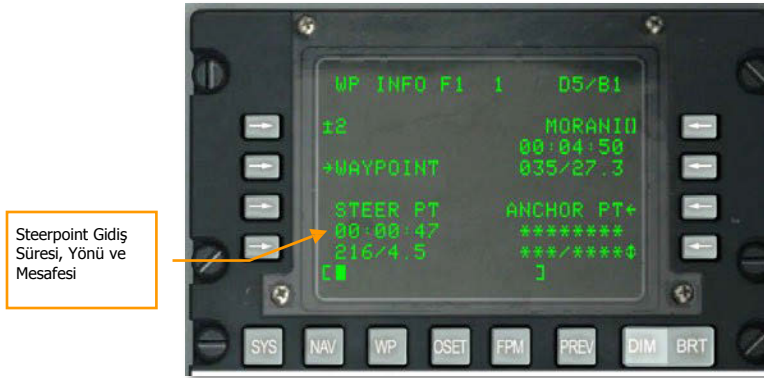 WP INFO F1 1 D5/B1
±2 MORANI[]
00:04:50
→WAYPOINT 035/27.3
STEER PT ANCHOR PT←
00:00:47 ********
216/4.5 ***/****↕
[ ]
Steerpoint Gidiş
Süresi, Yönü ve
Mesafesi
SYS NAV WP OSET FPM PREV DIM BRT